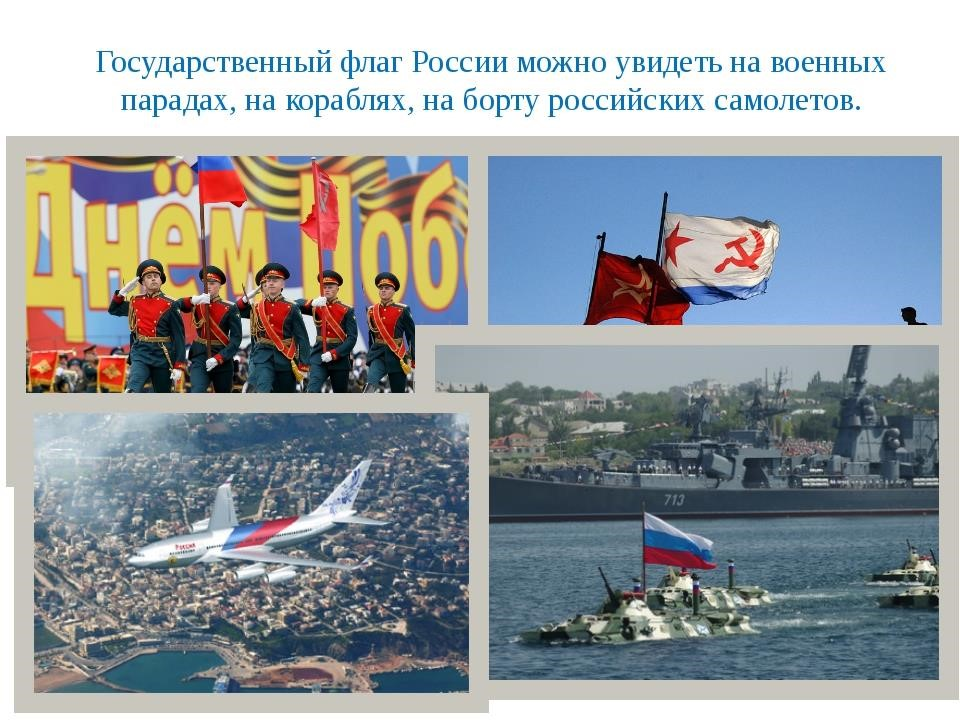 Государственный флаг России можно увидеть на военных
парадах, на кораблях, на борту российских самолетов.
Днём Побе
713
Россия